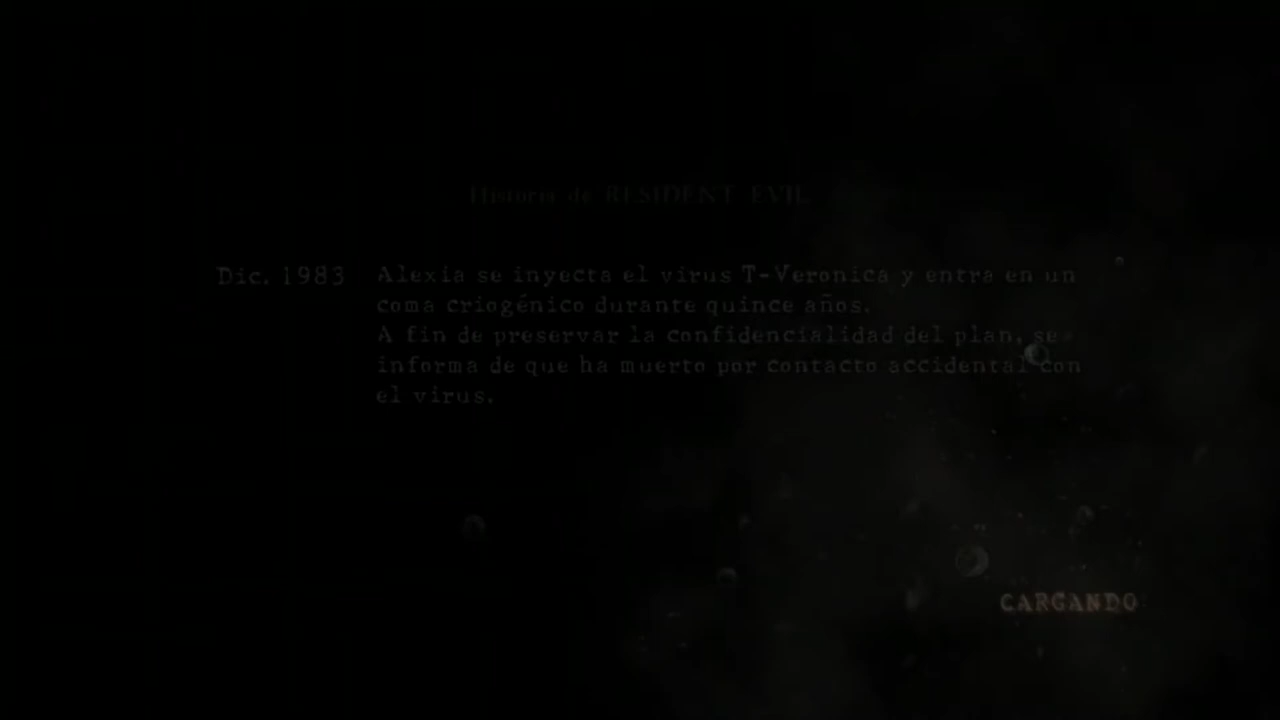 Historia de RESIDENT EVIL
Dic. 1983 Alexia se inyecta el virus T-Veronica y entra en un
coma criogénico durante quince años.
A fin de preservar la confidencialidad del plan, se
informa de que ha muerto por contacto accidental con
el virus.
CARGANDO